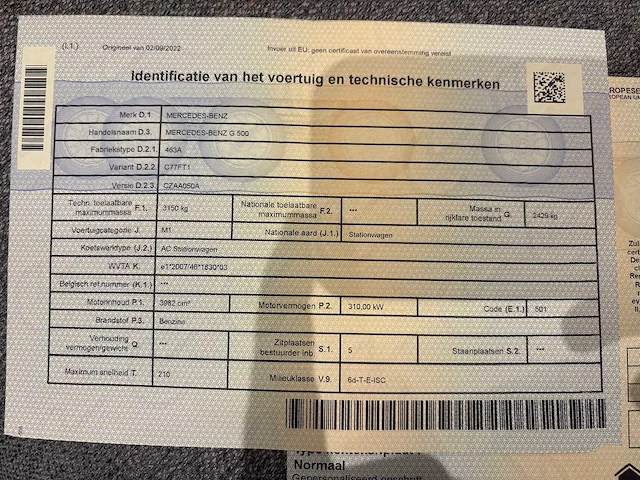 (I.1.) Origineel van 02/09/2022 Invoer uit EU: geen certificaat van overeenstemming vereist
Identificatie van het voertuig en technische kenmerken
Merk D.1. MERCEDES-BENZ
Handelsnaam D.3. MERCEDES-BENZ G 500
Fabriekstype D.2.1. 463A
Variant D.2.2. C77FT1
Versie D.2.3. CZAA050A
Techn. toelaatbare maximummassa F.1. 3150 kg Nationale toelaatbare maximummassa F.2. --- Massa in rijklare toestand G. 2429 kg
Voertuigcategorie J. M1 Nationale aard (J.1.) Stationwagen
Koetswerktype (J.2.) AC Stationwagen
WVTA K. e1*2007/46*1830*03
Belgisch ref.nummer (K.1.) ---
Motorinhoud P.1. 3982 cm³ Motorvermogen P.2. 310,00 kW Code (E.1.) 501
Brandstof P.3. Benzine
Verhouding vermogen/gewicht Q. --- Zitplaatsen bestuurder inb. S.1. 5 Staanplaatsen S.2. ---
Maximum snelheid T. 210 Milieuklasse V.9. 6d-T-E-ISC
Normaal